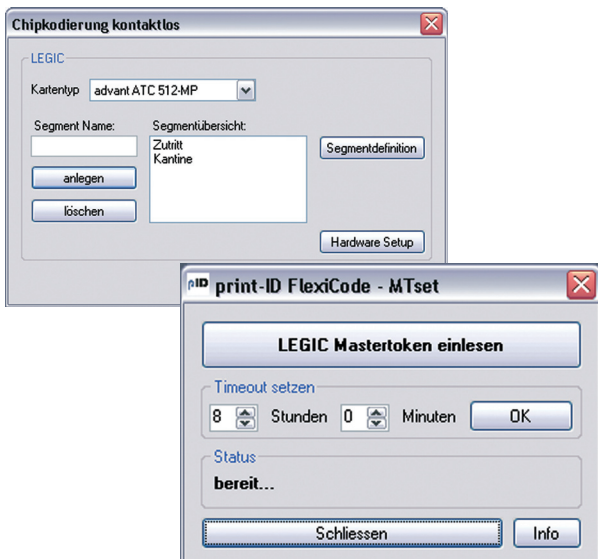 Chipkodierung kontaktlos
LEGIC
Kartentyp advant ATC 512-MP
Segment Name: Segmentübersicht:
Zutritt
Kantine
Segmentdefinition
anlegen
löschen
Hardware Setup
pID print-ID FlexiCode - MTset
LEGIC Mastertoken einlesen
Timeout setzen
8 Stunden 0 Minuten OK
Status
bereit...
Schliessen Info